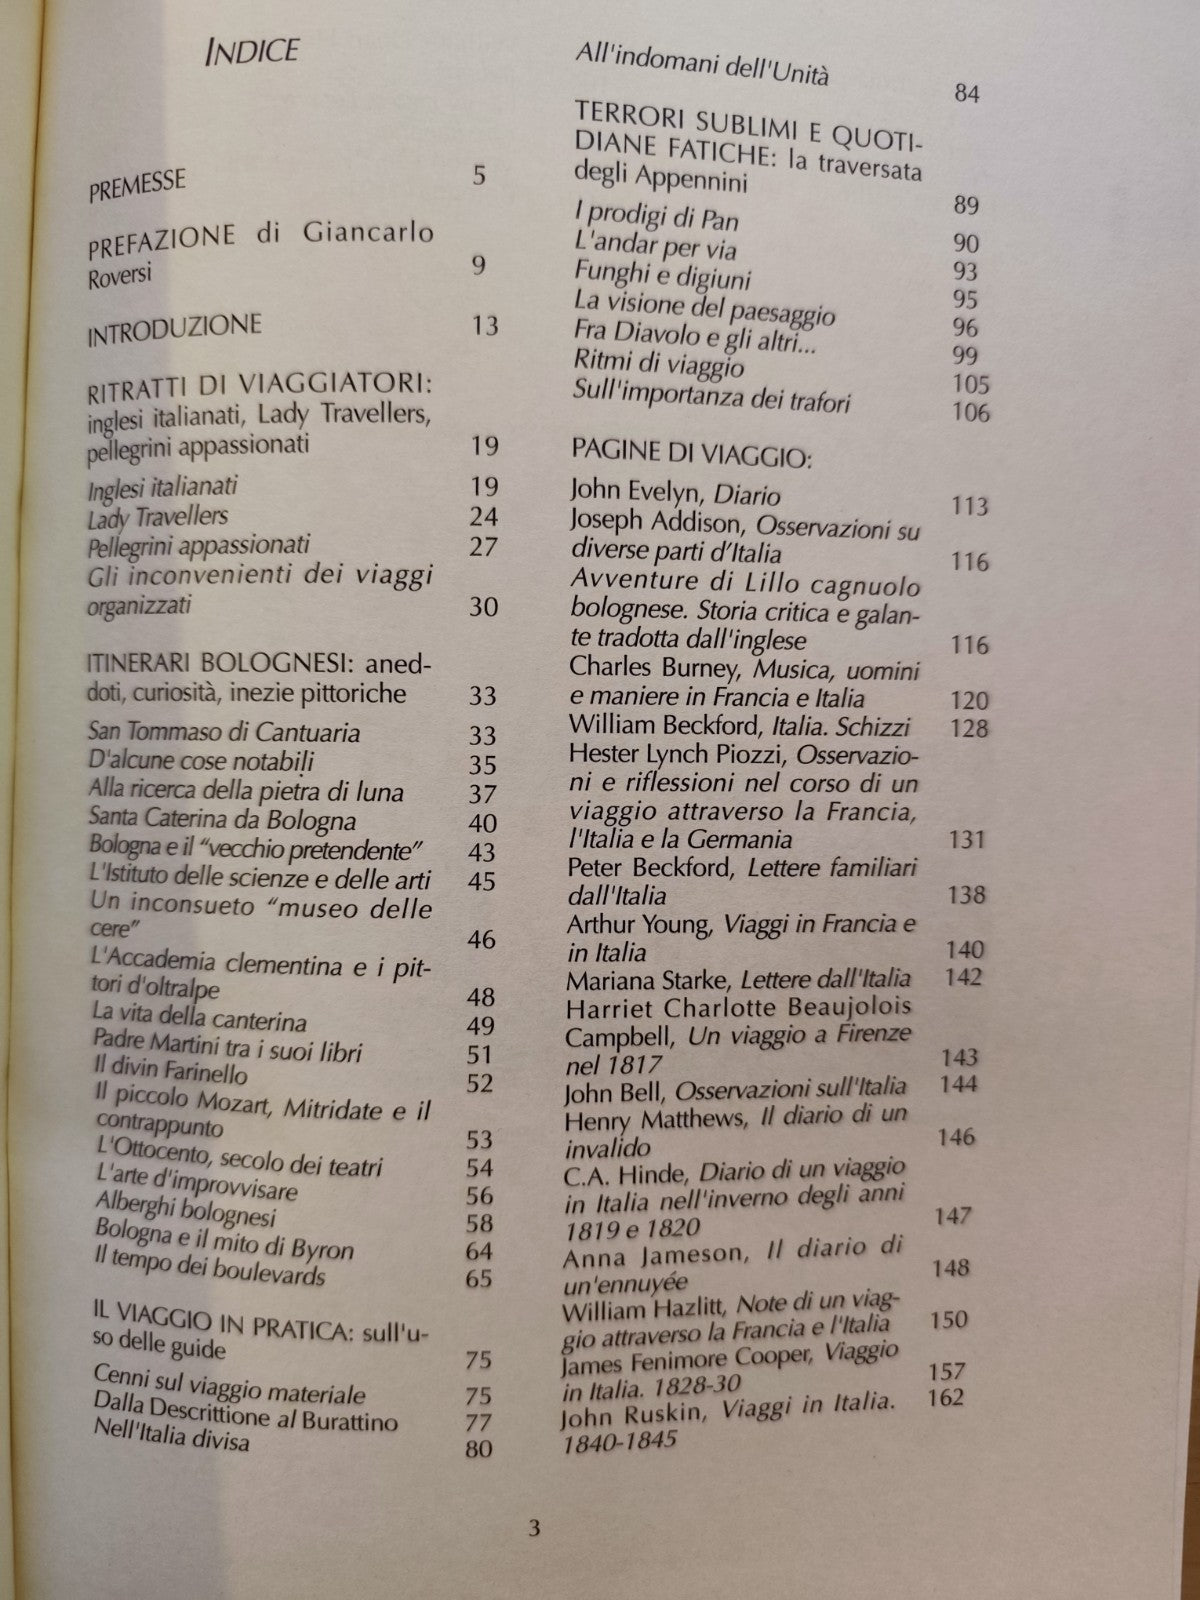 INDICE
PREMESSE 5
PREFAZIONE di Giancarlo
Roversi 9
INTRODUZIONE 13
RITRATTI DI VIAGGIATORI:
inglesi italianati, Lady Travellers,
pellegrini appassionati 19
Inglesi italianati 19
Lady Travellers 24
Pellegrini appassionati 27
Gli inconvenienti dei viaggi
organizzati 30
ITINERARI BOLOGNESI: aned-
doti, curiosità, inezie pittoriche 33
San Tommaso di Cantuaria 33
D'alcune cose notabili 35
Alla ricerca della pietra di luna 37
Santa Caterina da Bologna 40
Bologna e il “vecchio pretendente” 43
L'Istituto delle scienze e delle arti 45
Un inconsueto “museo delle
cere” 46
L'Accademia clementina e i pit-
tori d'oltralpe 48
La vita della canterina 49
Padre Martini tra i suoi libri 51
Il divin Farinello 52
Il piccolo Mozart, Mitridate e il
contrappunto 53
L'Ottocento, secolo dei teatri 54
L'arte d'improvvisare 56
Alberghi bolognesi 58
Bologna e il mito di Byron 64
Il tempo dei boulevards 65
IL VIAGGIO IN PRATICA: sull'u-
so delle guide 75
Cenni sul viaggio materiale 75
Dalla Descrittione al Burattino 77
Nell'Italia divisa 80
All'indomani dell'Unità 84
TERRORI SUBLIMI E QUOTI-
DIANE FATICHE: la traversata
degli Appennini 89
I prodigi di Pan 90
L'andar per via 93
Funghi e digiuni 95
La visione del paesaggio 96
Fra Diavolo e gli altri... 99
Ritmi di viaggio 105
Sull'importanza dei trafori 106
PAGINE DI VIAGGIO:
John Evelyn, Diario 113
Joseph Addison, Osservazioni su
diverse parti d’Italia 116
Avventure di Lillo cagnuolo
bolognese. Storia critica e galan-
te tradotta dall'inglese 116
Charles Burney, Musica, uomini
e maniere in Francia e Italia 120
William Beckford, Italia. Schizzi 128
Hester Lynch Piozzi, Osservazio-
ni e riflessioni nel corso di un
viaggio attraverso la Francia,
l'Italia e la Germania 131
Peter Beckford, Lettere familiari
dall'Italia 138
Arthur Young, Viaggi in Francia e
in Italia 140
Mariana Starke, Lettere dall'Italia 142
Harriet Charlotte Beaujolois
Campbell, Un viaggio a Firenze
nel 1817 143
John Bell, Osservazioni sull'Italia 144
Henry Matthews, Il diario di un
invalido 146
C.A. Hinde, Diario di un viaggio
in Italia nell'inverno degli anni
1819 e 1820 147
Anna Jameson, Il diario di
un'ennuyée 148
William Hazlitt, Note di un viag-
gio attraverso la Francia e l'Italia 150
James Fenimore Cooper, Viaggio
in Italia. 1828-30 157
John Ruskin, Viaggi in Italia.
1840-1845 162
3